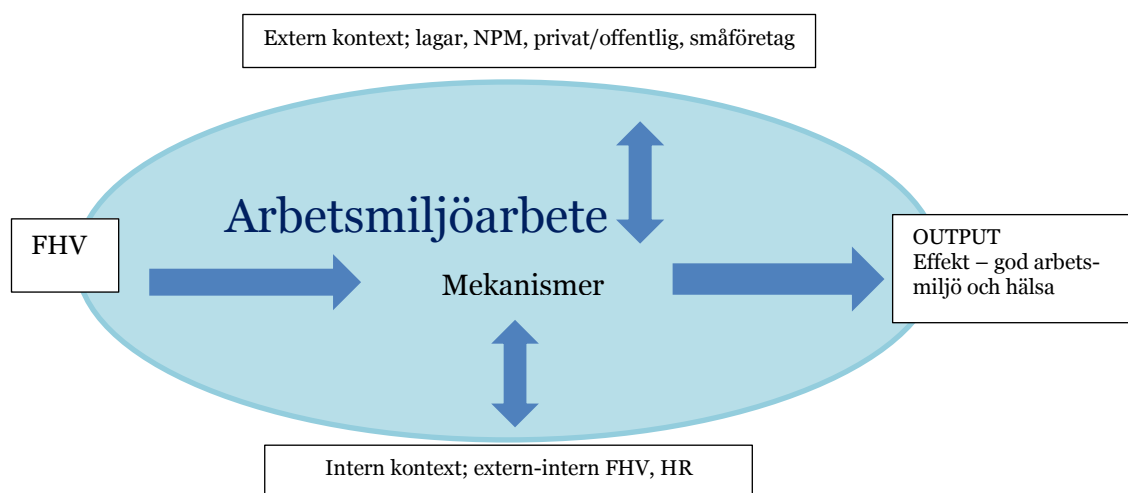 Extern kontext; lagar, NPM, privat/offentlig, småföretag
Arbetsmiljöarbete
FHV
Mekanismer
OUTPUT
Effekt – god arbets-
miljö och hälsa
Intern kontext; extern-intern FHV, HR